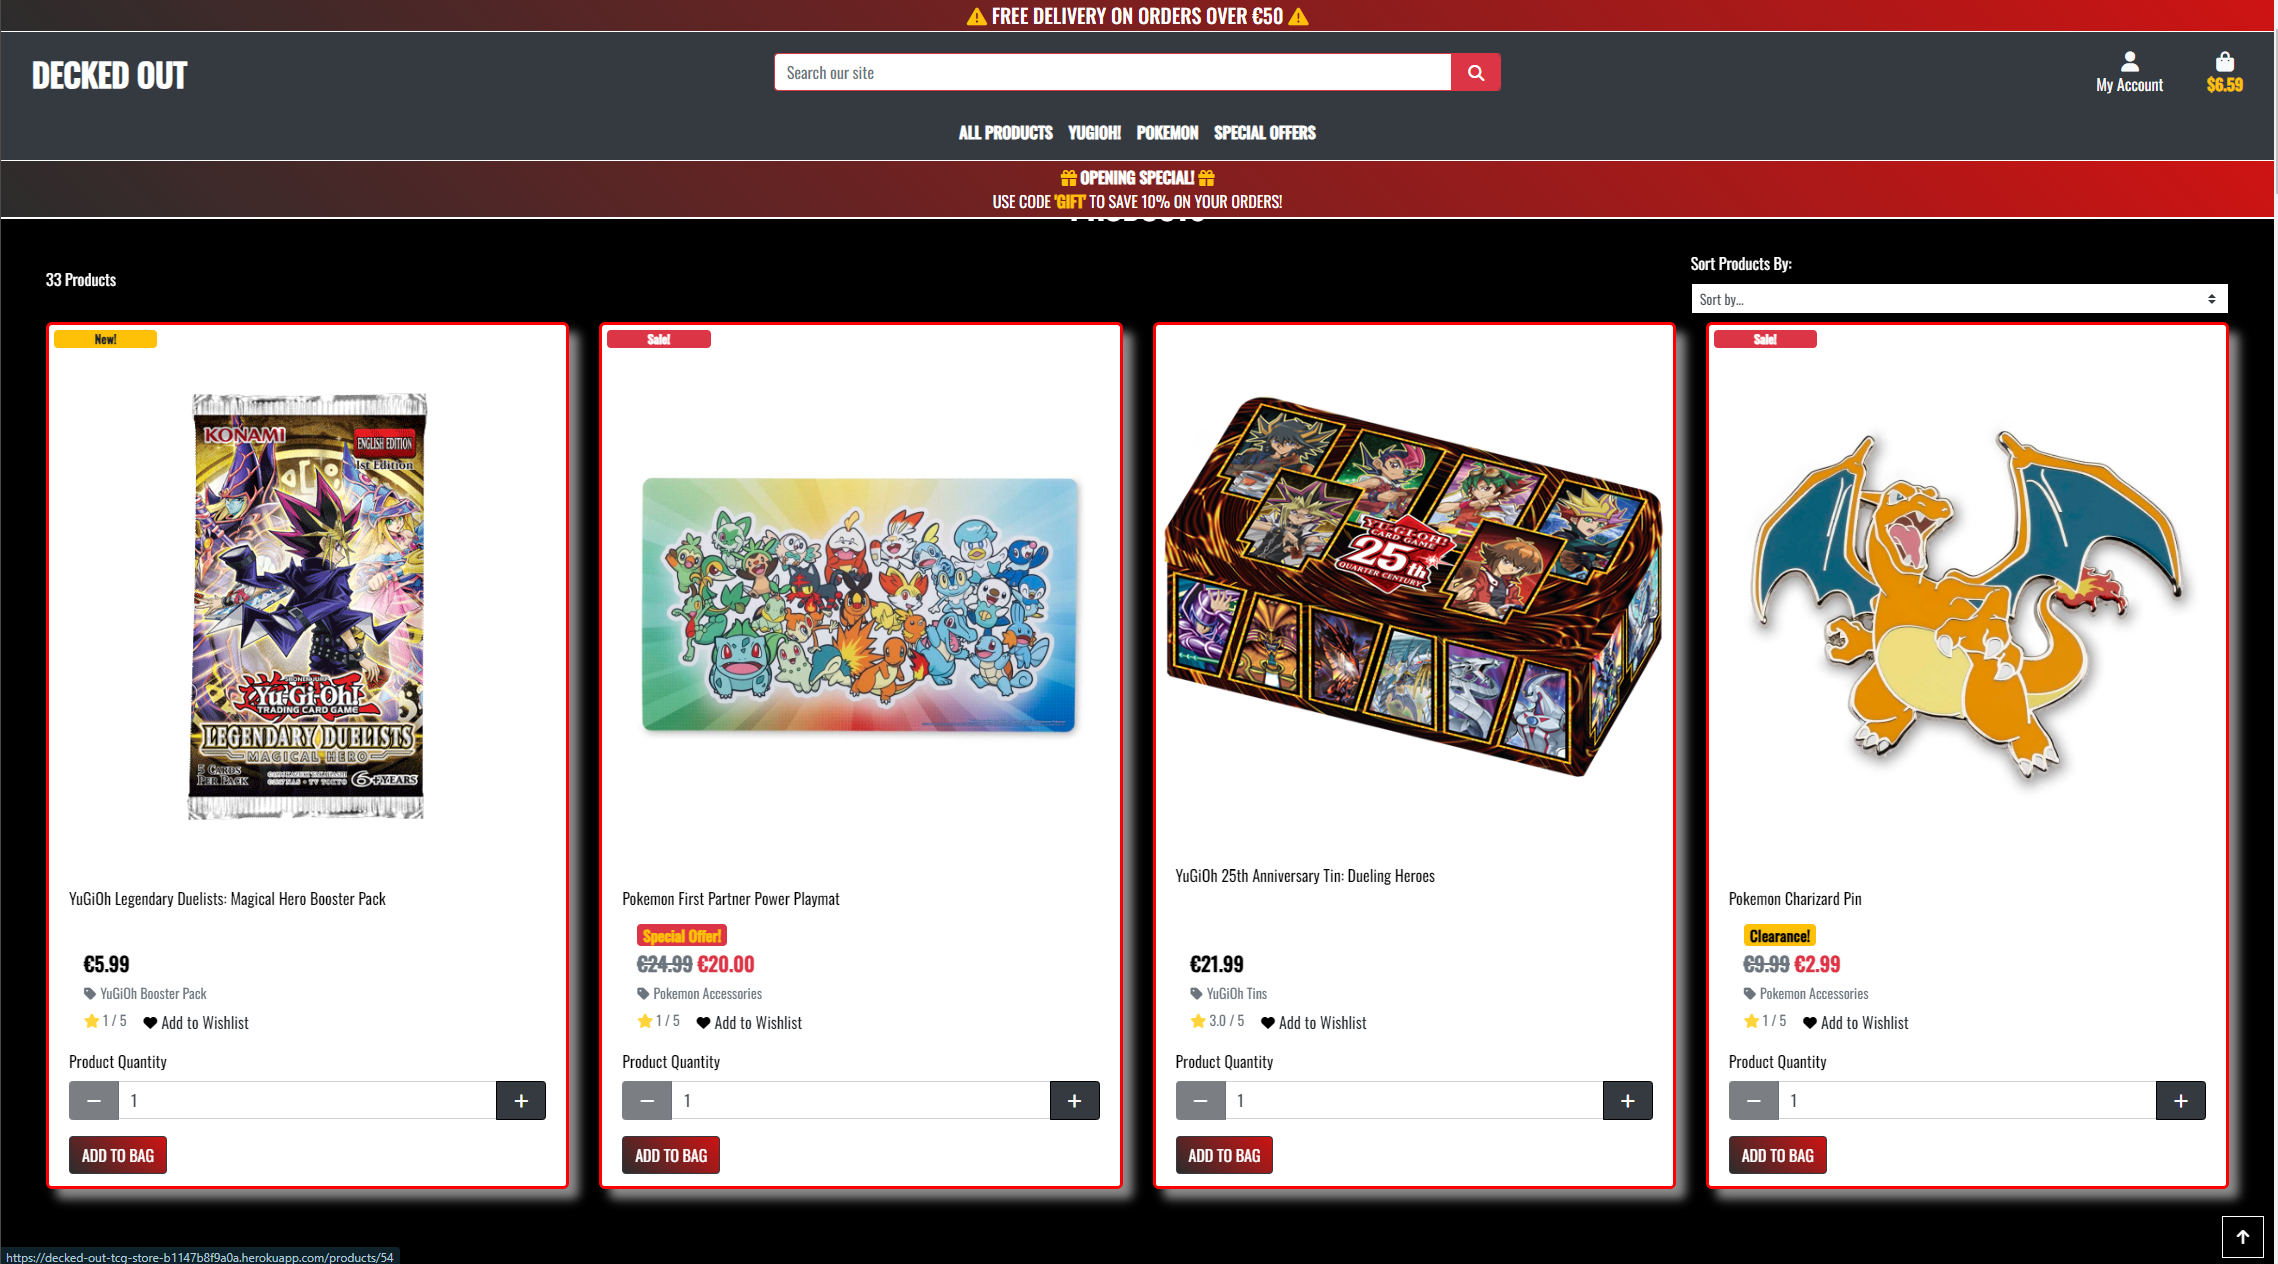 FREE DELIVERY ON ORDERS OVER €50
DECKED OUT
Search our site
My Account
$6.59
ALL PRODUCTS YUGIOH! POKEMON SPECIAL OFFERS
OPENING SPECIAL!
USE CODE 'GIFT' TO SAVE 10% ON YOUR ORDERS!
PRODUCTS
33 Products
Sort Products By:
Sort by...
New!
KONAMI
ENGLISH EDITION
1st Edition
SHONEN JUMP
Yu-Gi-Oh!
TRADING CARD GAME
LEGENDARY DUELISTS
MAGICAL HERO
5 CARDS
PER PACK
6+YEARS
YuGiOh Legendary Duelists: Magical Hero Booster Pack
€5.99
YuGiOh Booster Pack
1 / 5 Add to Wishlist
Product Quantity
1
ADD TO BAG
Sale!
Pokemon First Partner Power Playmat
Special Offer!
€24.99 €20.00
Pokemon Accessories
1 / 5 Add to Wishlist
Product Quantity
1
ADD TO BAG
YU-GI-OH!
CARD GAME
25th
QUARTER CENTURY
YuGiOh 25th Anniversary Tin: Dueling Heroes
€21.99
YuGiOh Tins
3.0 / 5 Add to Wishlist
Product Quantity
1
ADD TO BAG
Sale!
Pokemon Charizard Pin
Clearance!
€9.99 €2.99
Pokemon Accessories
1 / 5 Add to Wishlist
Product Quantity
1
ADD TO BAG
https://decked-out-tcg-store-b1147b8f9a0a.herokuapp.com/products/54